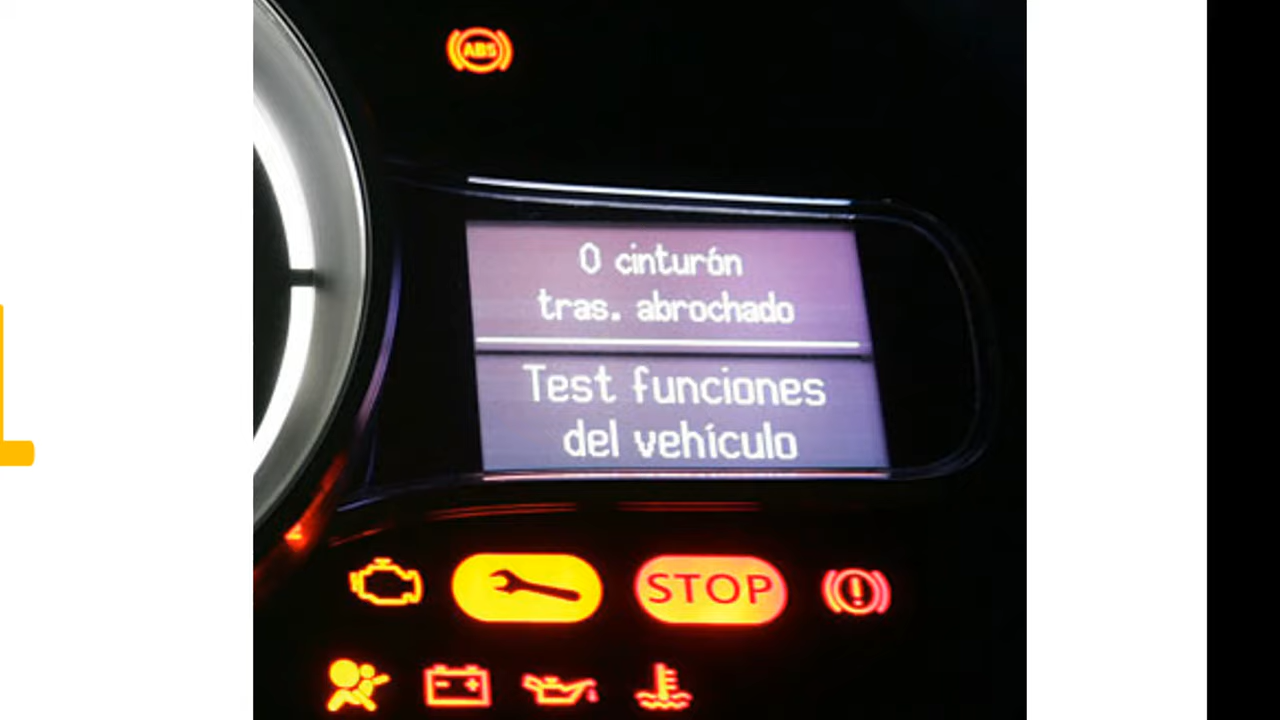 ABS
0 cinturón
tras. abrochado
Test funciones
del vehículo
STOP